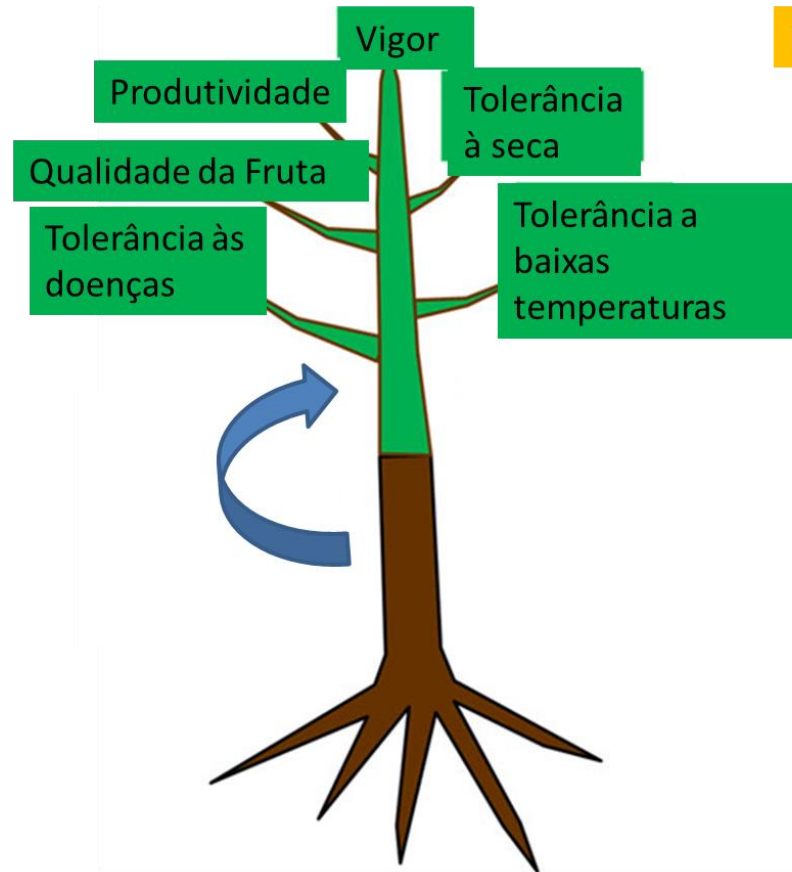 Vigor
Produtividade
Tolerância
à seca
Qualidade da Fruta
Tolerância às
doenças
Tolerância a
baixas
temperaturas